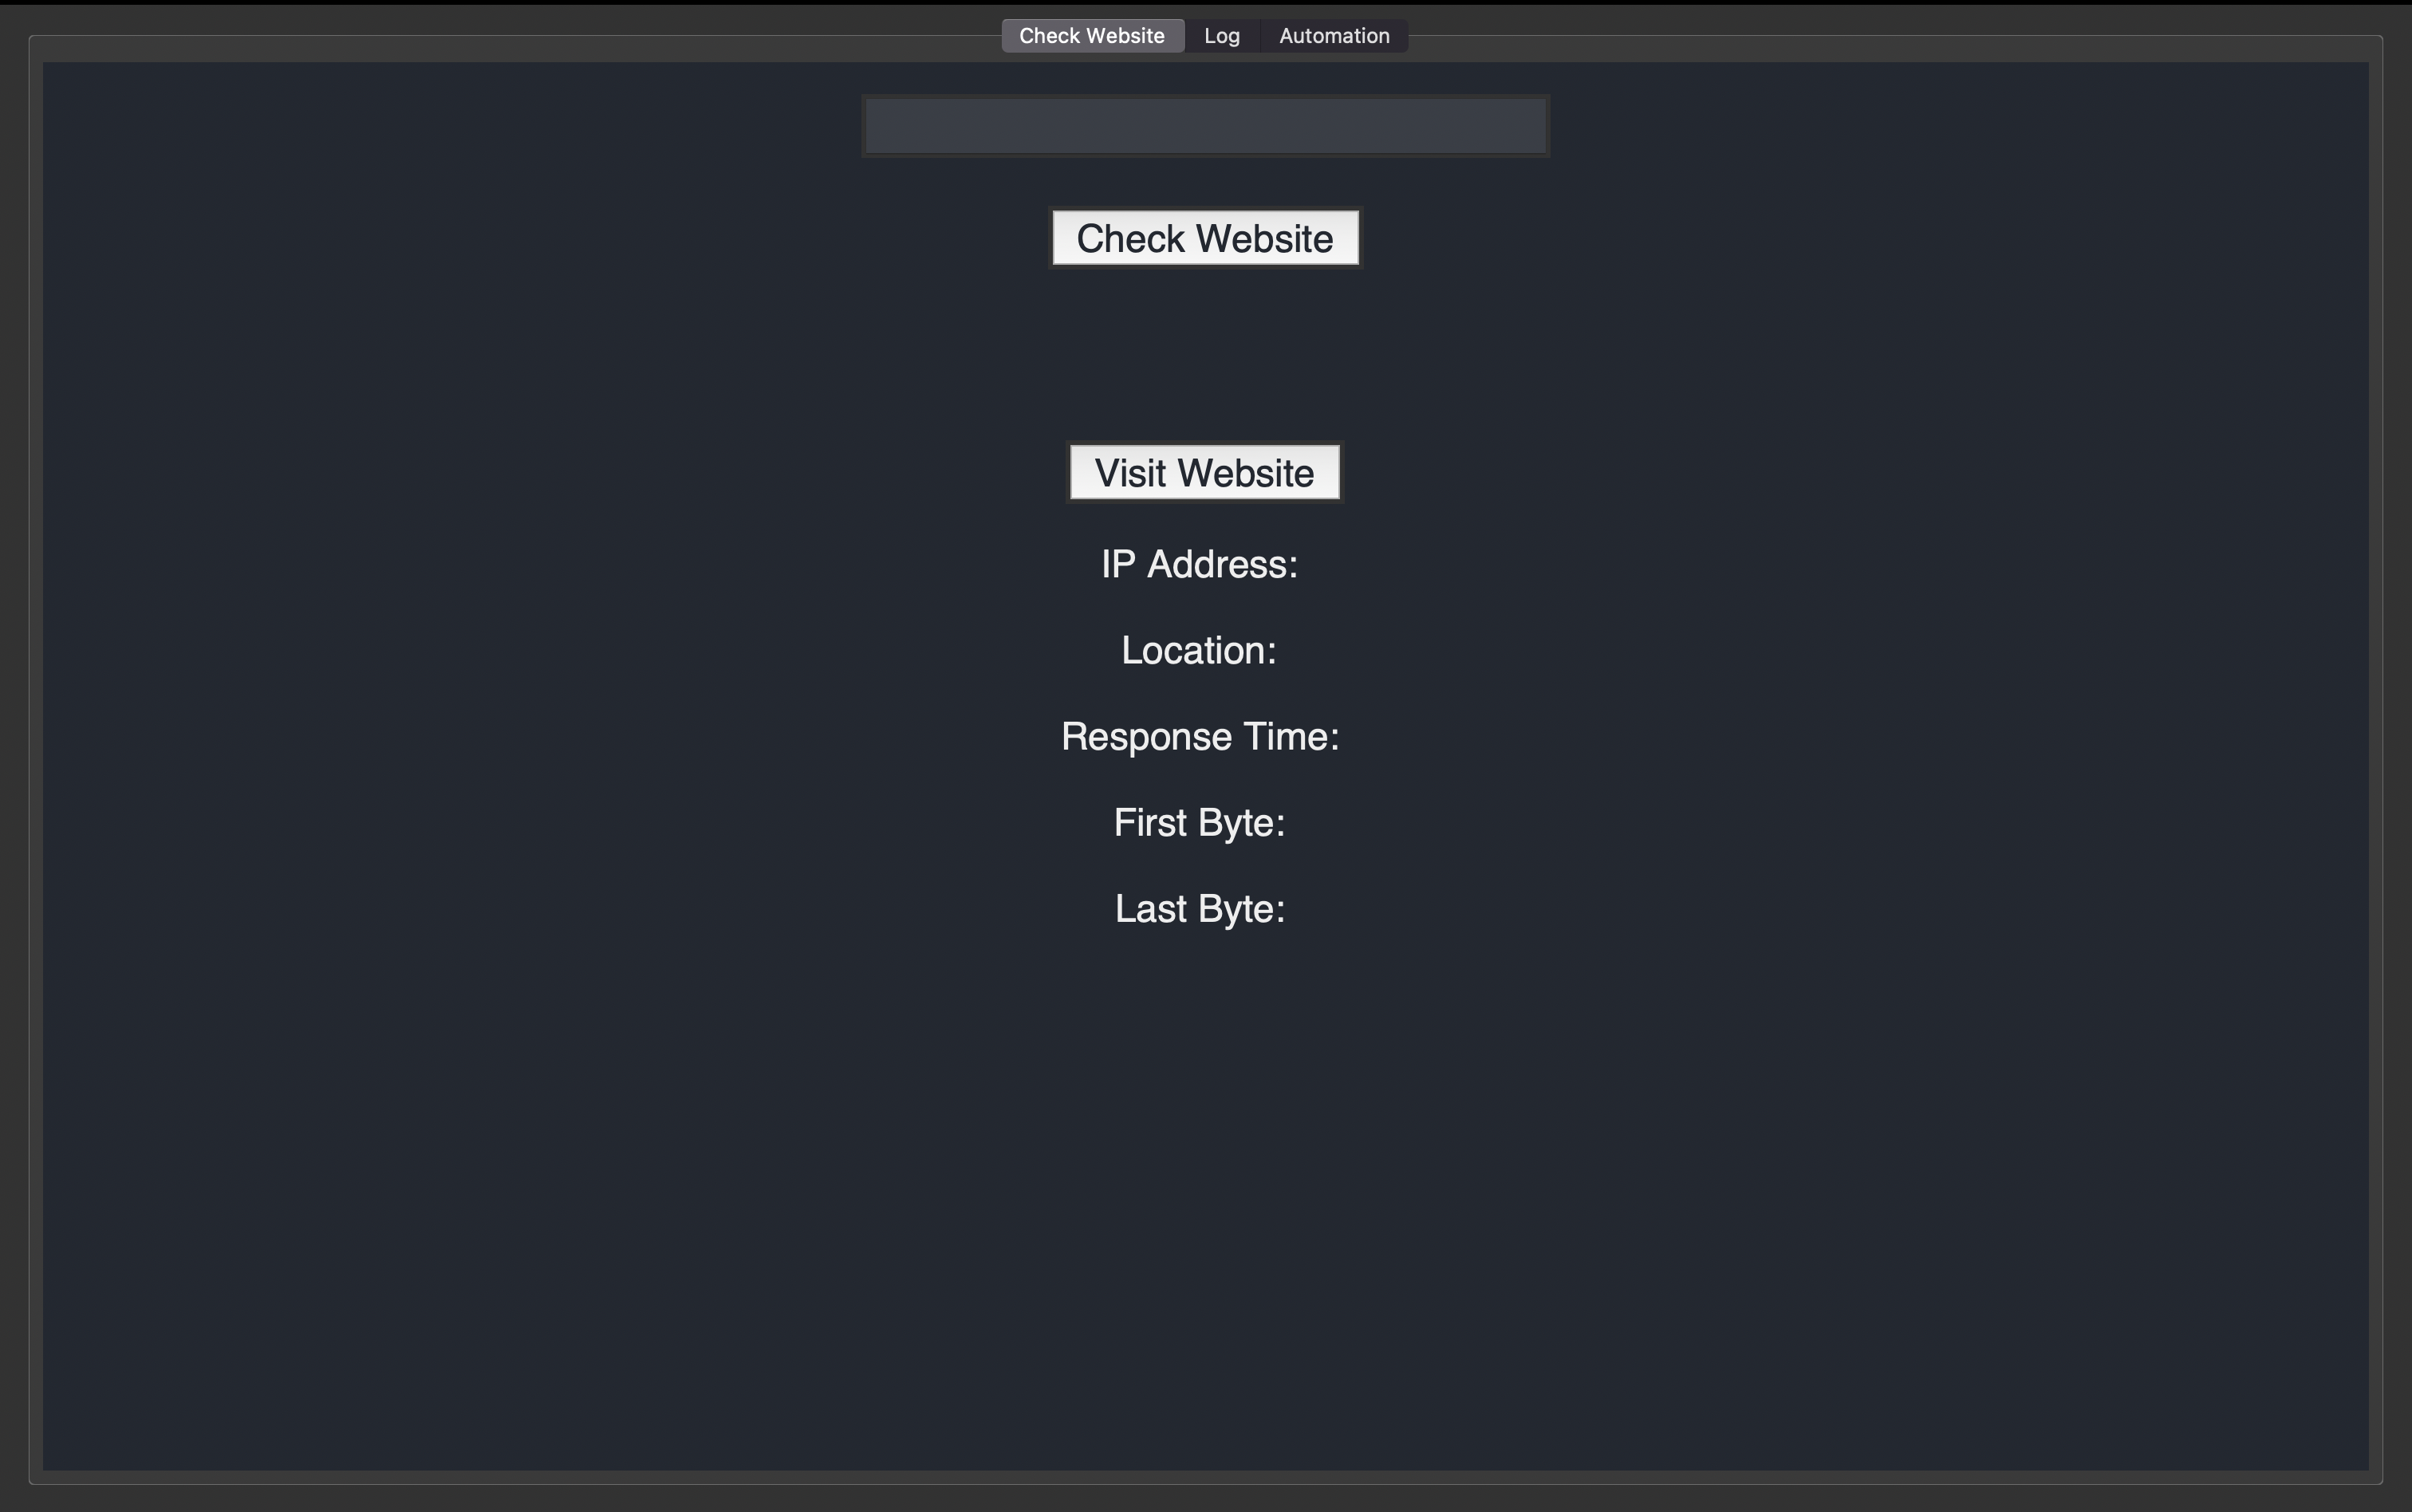 Check Website Log Automation
Check Website
Visit Website
IP Address:
Location:
Response Time:
First Byte:
Last Byte: